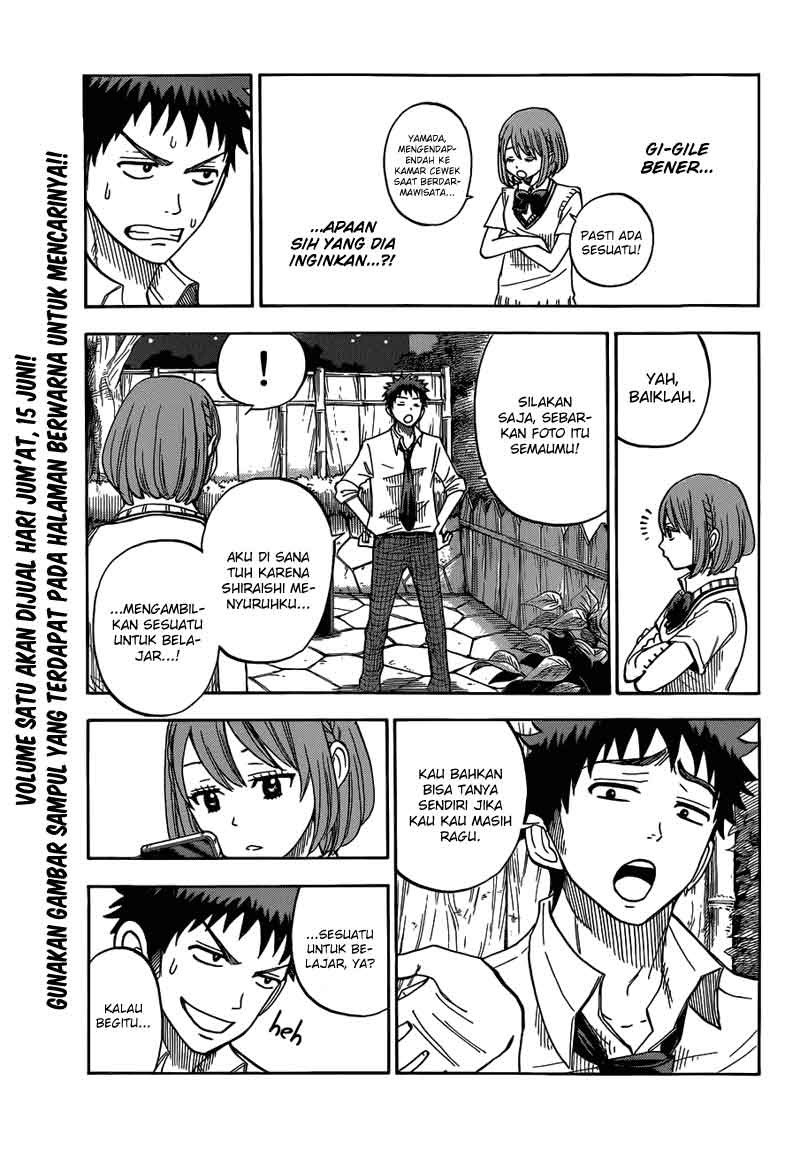 GI-GILE
BENER...
PASTI ADA
SESUATU!
YAMADA,
MENGENDAP-
ENDAH KE
KAMAR CEWEK
SAAT BERDAR-
MAWISATA...
...APAAN
SIH YANG DIA
INGINKAN...?!
YAH,
BAIKLAH.
SILAKAN
SAJA, SEBAR-
KAN FOTO ITU
SEMAUMU!
!
AKU DI SANA
TUH KARENA
SHIRAISHI ME-
NYURUHKU...
...MENGAMBIL-
KAN SESUATU
UNTUK BELA-
JAR...!
KAU BAHKAN
BISA TANYA
SENDIRI JIKA
KAU KAU MASIH
RAGU.
...SESUATU
UNTUK BE-
LAJAR, YA?
KALAU
BEGITU...
heh
VOLUME SATU AKAN DIJUAL HARI JUM'AT, 15 JUNI!!
GUNAKAN GAMBAR SAMPUL YANG TERDAPAT PADA HALAMAN BERWARNA UNTUK MENCARINYA!!